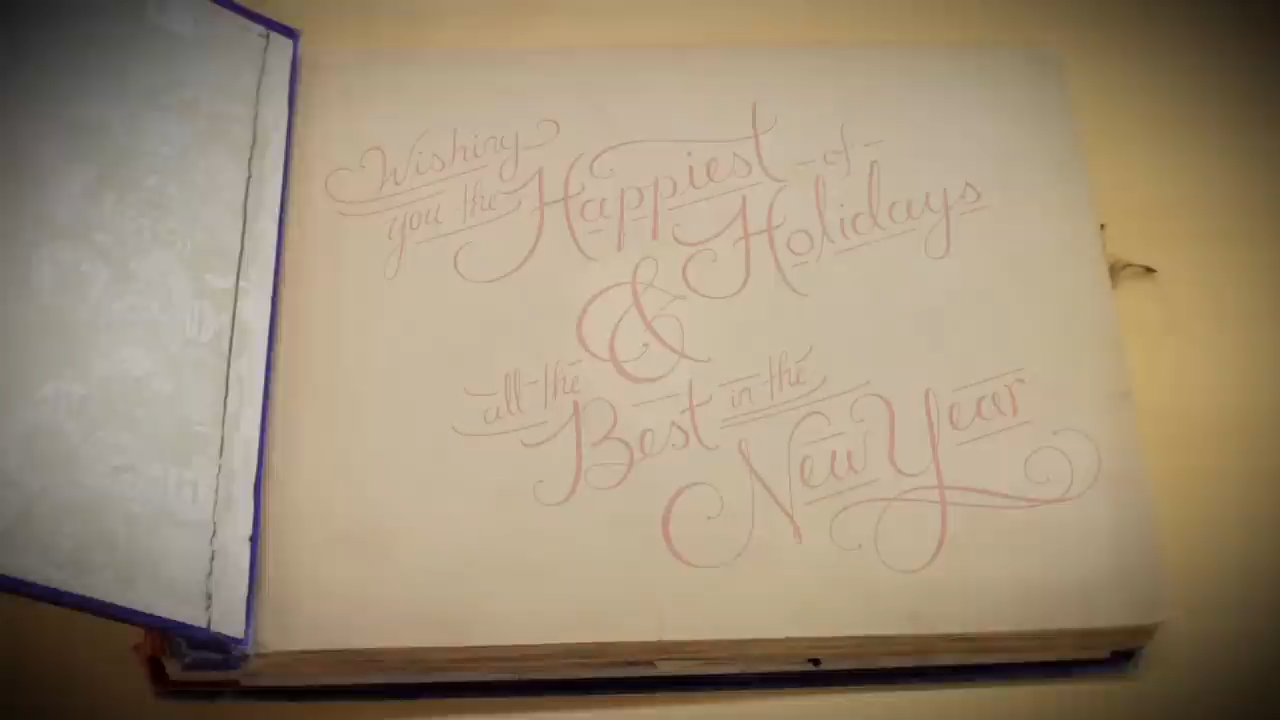 Wishing
you the Happiest of
Holidays
&
all the
Best in the
New Year